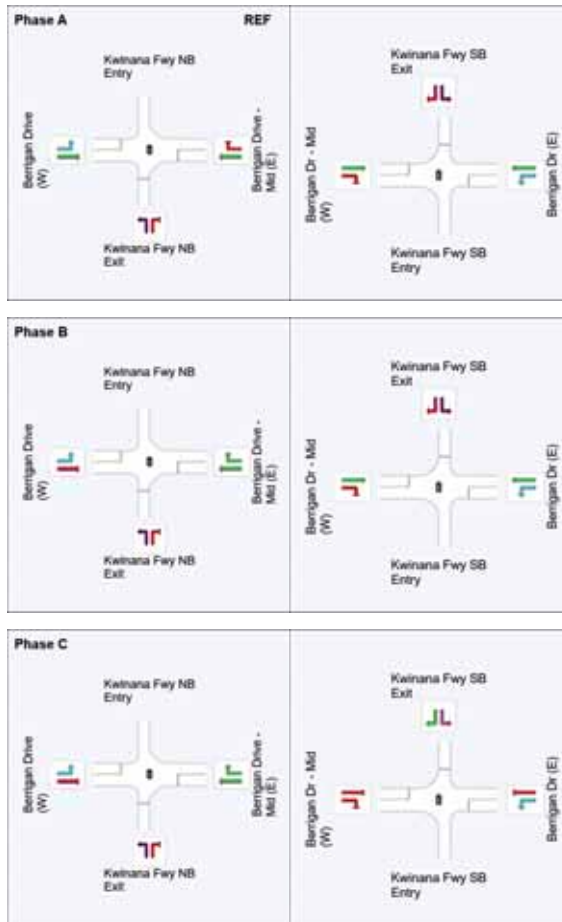 Phase A REF
Kwinana Fwy NB
Entry
Berrigan Drive
(W)
Berrigan Drive -
Mid (E)
Kwinana Fwy NB
Exit
Kwinana Fwy SB
Exit
Berrigan Dr - Mid
(W)
Berrigan Dr (E)
Kwinana Fwy SB
Entry
Phase B
Kwinana Fwy NB
Entry
Berrigan Drive
(W)
Berrigan Drive -
Mid (E)
Kwinana Fwy NB
Exit
Kwinana Fwy SB
Exit
Berrigan Dr - Mid
(W)
Berrigan Dr (E)
Kwinana Fwy SB
Entry
Phase C
Kwinana Fwy NB
Entry
Berrigan Drive
(W)
Berrigan Drive -
Mid (E)
Kwinana Fwy NB
Exit
Kwinana Fwy SB
Exit
Berrigan Dr - Mid
(W)
Berrigan Dr (E)
Kwinana Fwy SB
Entry